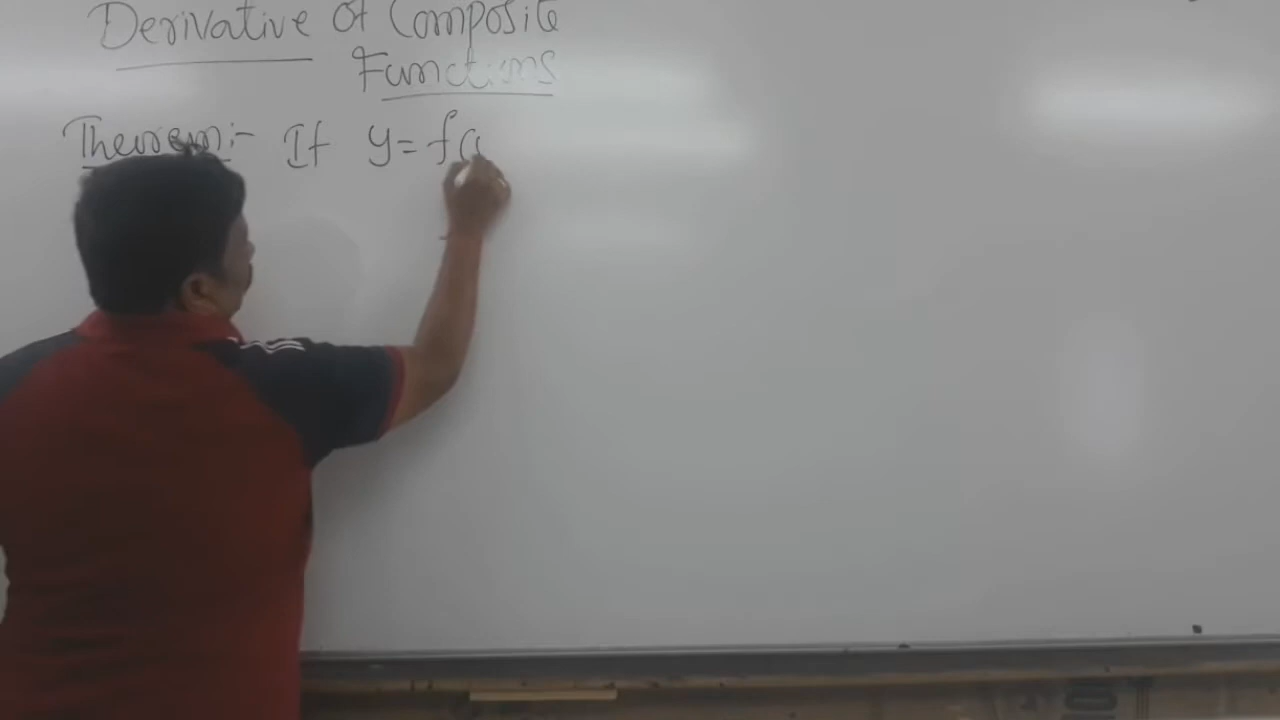 Derivative Of Composite
Functions
Theorem:- If y = f(